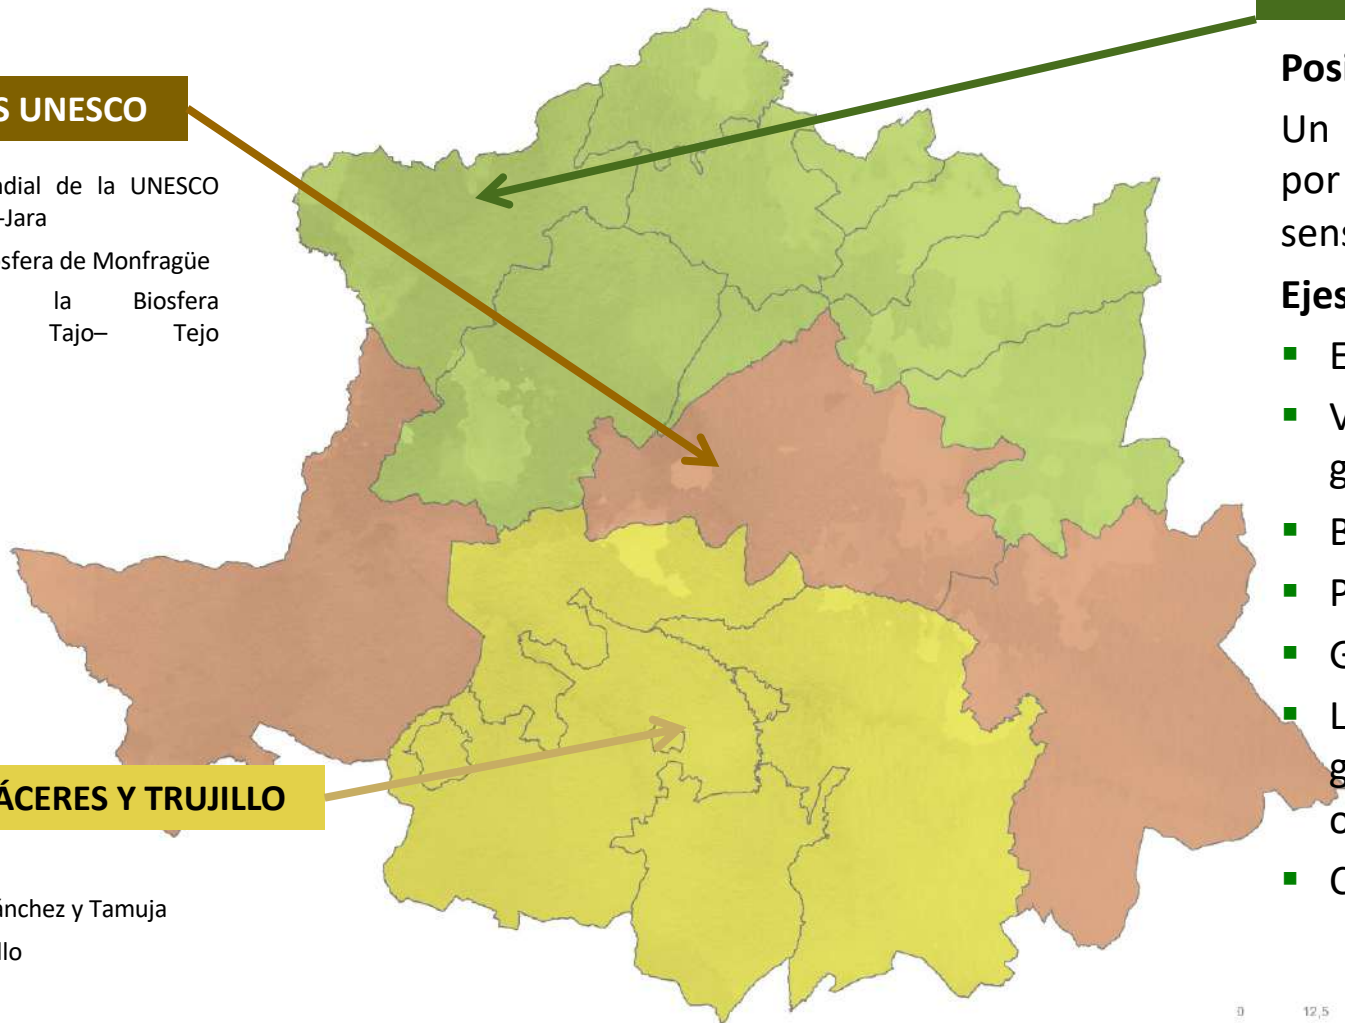 S UNESCO
ndial de la UNESCO
-Jara
osfera de Monfragüe
la Biosfera
Tajo– Tejo
ÁCERES Y TRUJILLO
ánchez y Tamuja
llo
Posi
Un
por
sens
Ejes
▪ E
▪ V
g
▪ B
▪ P
▪ G
▪ L
g
o
▪ C
0 12,5